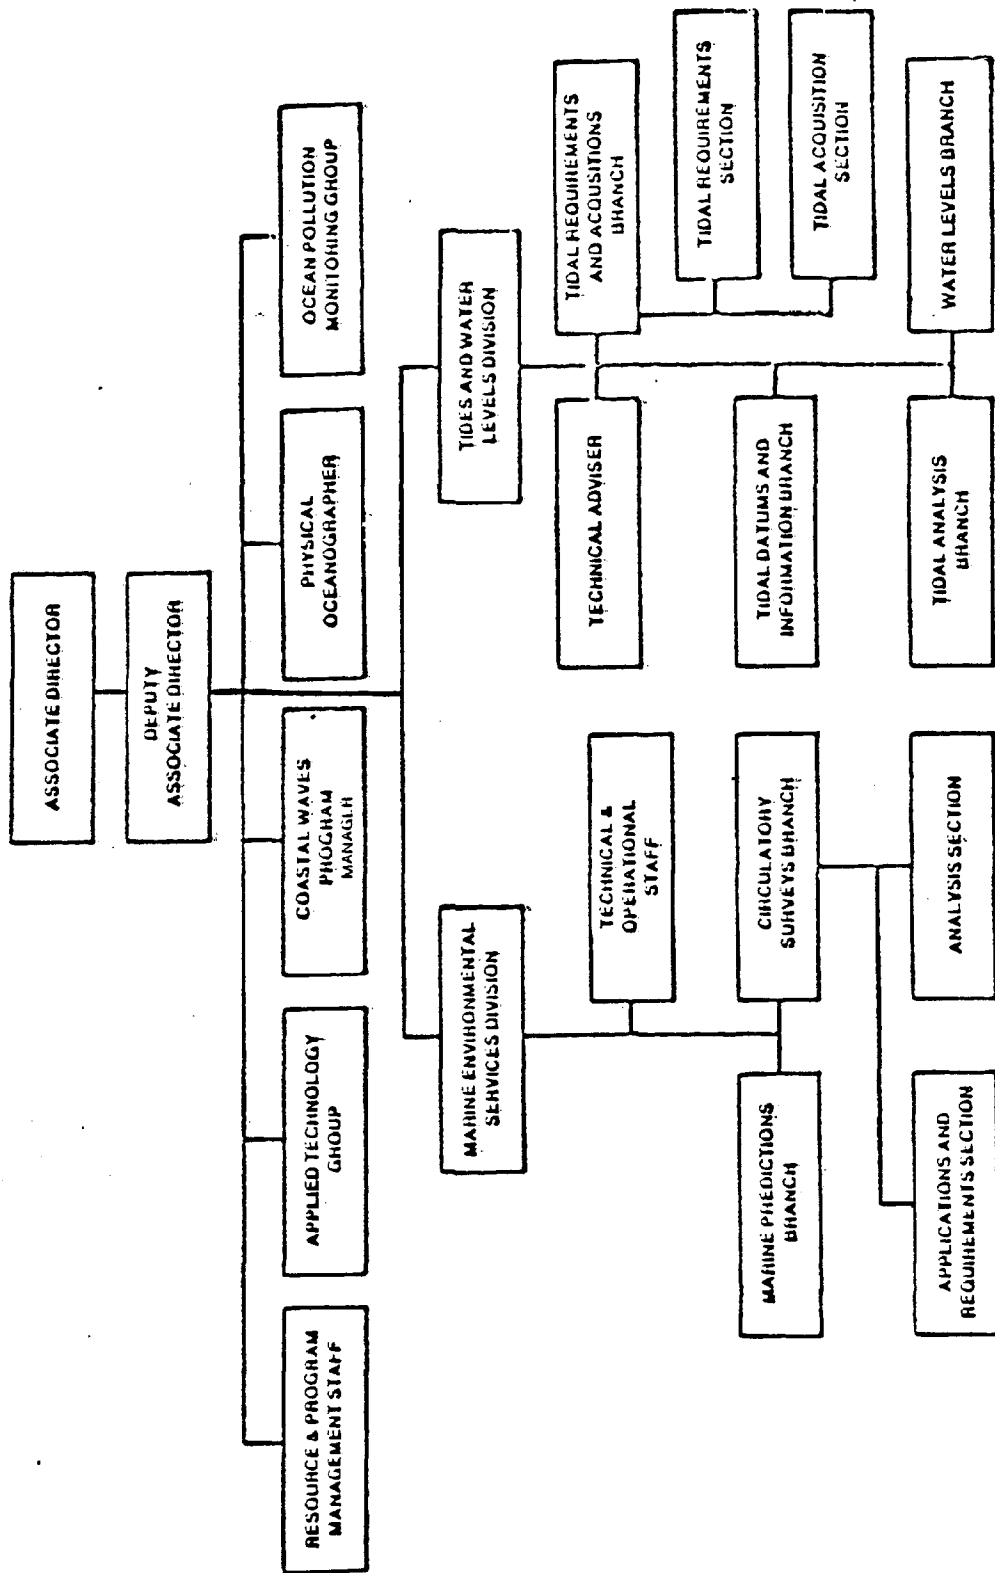 ASSOCIATE DIRECTOR
DEPUTY
ASSOCIATE DIRECTOR
RESOURCE & PROGRAM
MANAGEMENT STAFF
APPLIED TECHNOLOGY
GROUP
COASTAL WAVES
PROGRAM
MANAGER
PHYSICAL
OCEANOGRAPHER
OCEAN POLLUTION
MONITORING GROUP
MARINE ENVIRONMENTAL
SERVICES DIVISION
TIDES AND WATER
LEVELS DIVISION
TECHNICAL &
OPERATIONAL
STAFF
TECHNICAL ADVISER
TIDAL REQUIREMENTS
AND ACQUSITIONS
BRANCH
TIDAL REQUIREMENTS
SECTION
TIDAL ACQUISITION
SECTION
MARINE PREDICTIONS
BRANCH
CIRCULATORY
SURVEYS BRANCH
TIDAL DATUMS AND
INFORMATION BRANCH
APPLICATIONS AND
REQUIREMENTS SECTION
ANALYSIS SECTION
TIDAL ANALYSIS
BRANCH
WATER LEVELS BRANCH